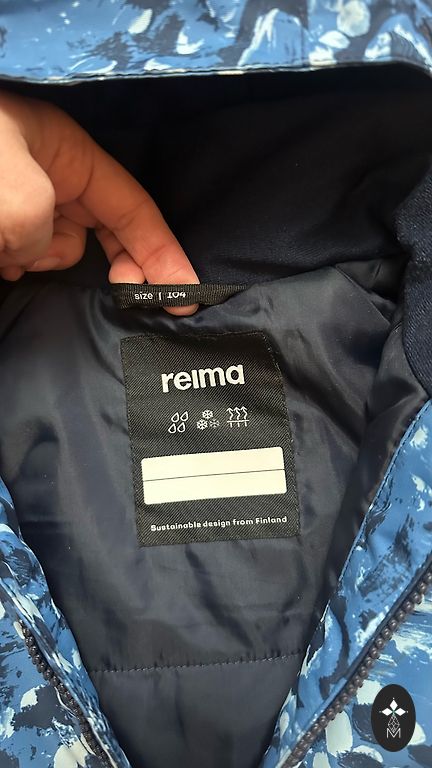 size | 104
reima
Sustainable design from Finland